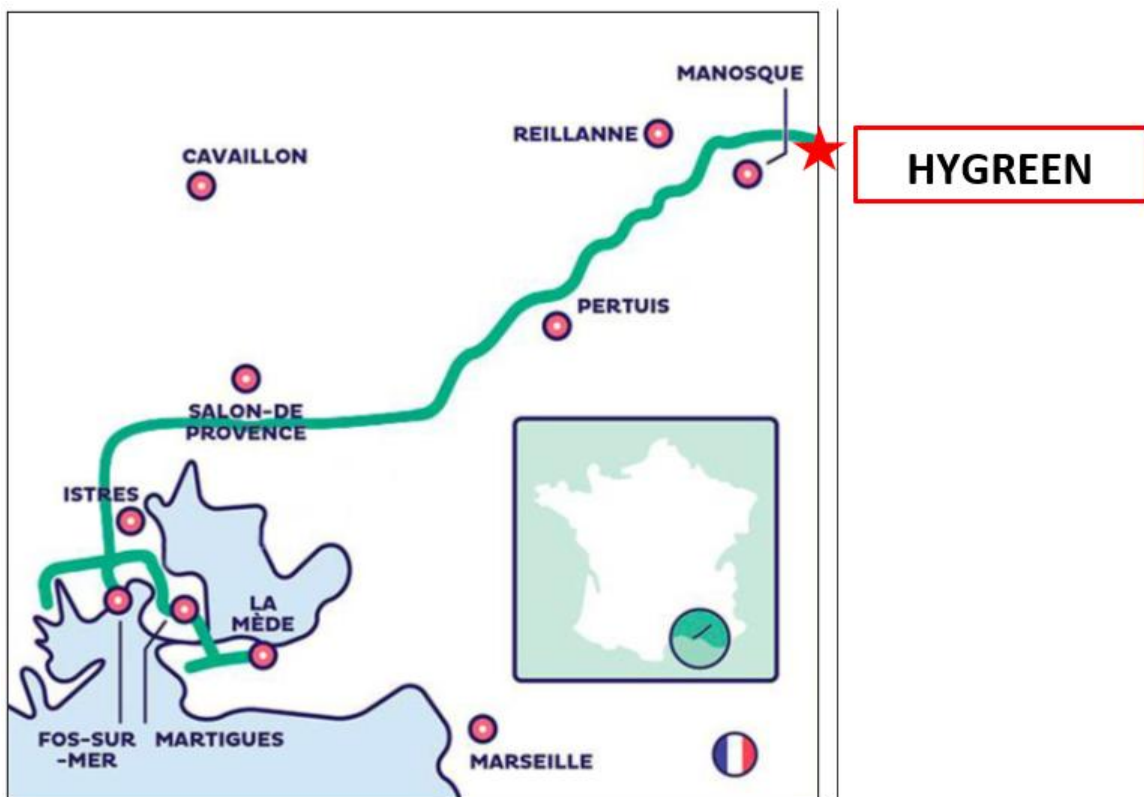 MANOSQUE
REILLANNE
HYGREEN
CAVAILLON
PERTUIS
SALON-DE
PROVENCE
ISTRES
LA
MÈDE
FOS-SUR
-MER
MARTIGUES
MARSEILLE